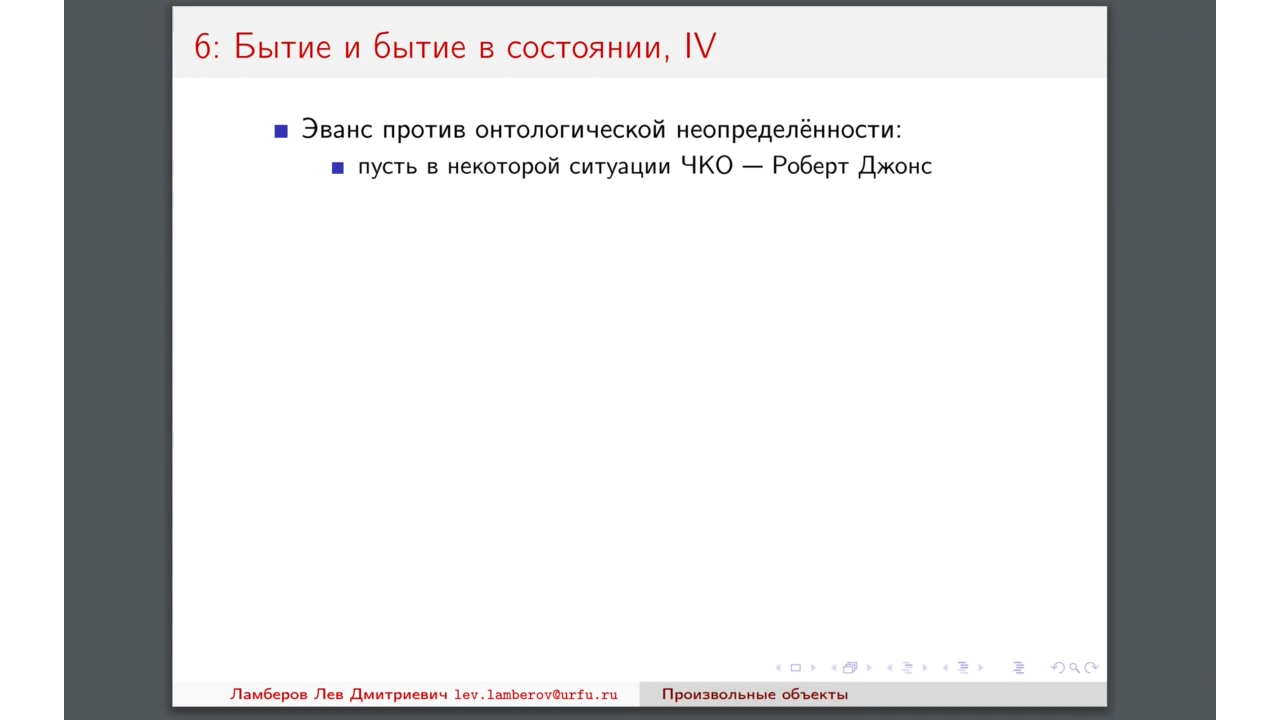 6: Бытие и бытие в состоянии, IV
Эванс против онтологической неопределённости:
пусть в некоторой ситуации ЧКО — Роберт Джонс
Ламберов Лев Дмитриевич lev.lamberov@urfu.ru
Произвольные объекты